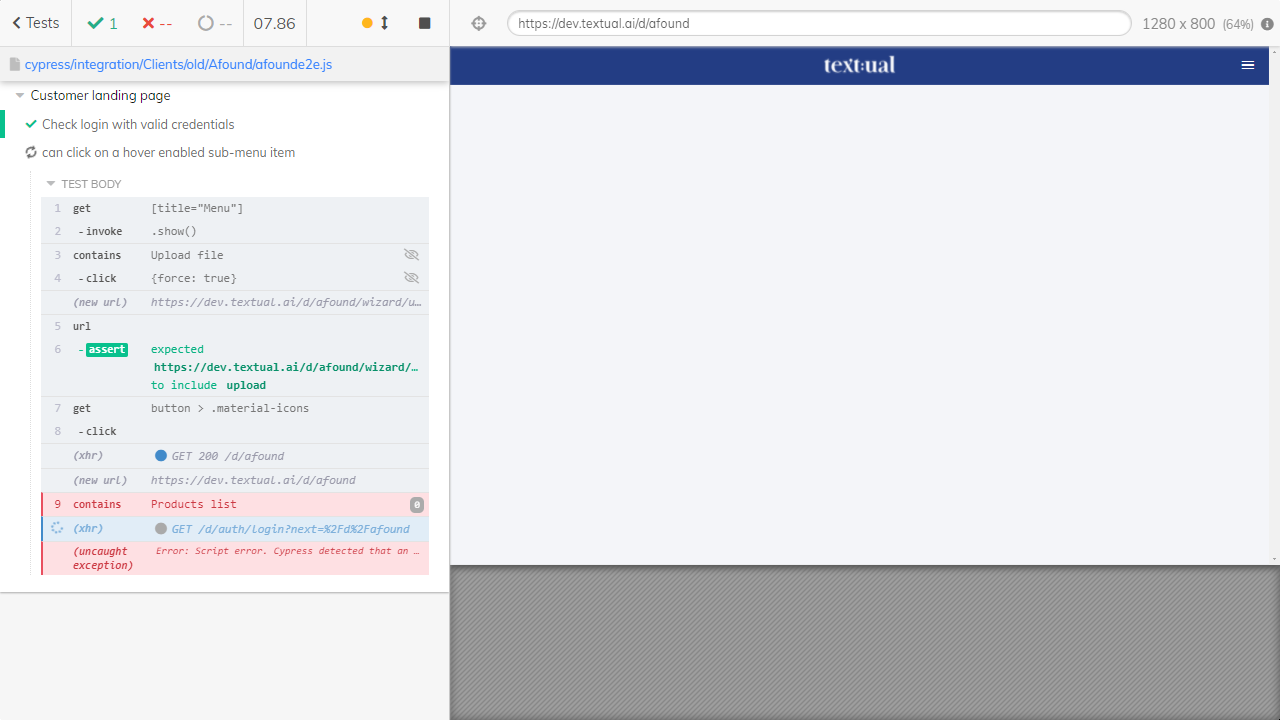 Tests 1 -- -- 07.86 https://dev.textual.ai/d/afound 1280 x 800 (64%)
cypress/integration/Clients/old/Afound/afounde2e.js
text:ual
Customer landing page
Check login with valid credentials
can click on a hover enabled sub-menu item
TEST BODY
1 get [title="Menu"]
2 -invoke .show()
3 contains Upload file
4 -click {force: true}
(new url) https://dev.textual.ai/d/afound/wizard/u…
5 url
6 -assert expected
https://dev.textual.ai/d/afound/wizard/…
to include upload
7 get button > .material-icons
8 -click
(xhr) GET 200 /d/afound
(new url) https://dev.textual.ai/d/afound
9 contains Products list 0
(xhr) GET /d/auth/login?next=%2Fd%2Fafound
(uncaught Error: Script error. Cypress detected that an …
exception)